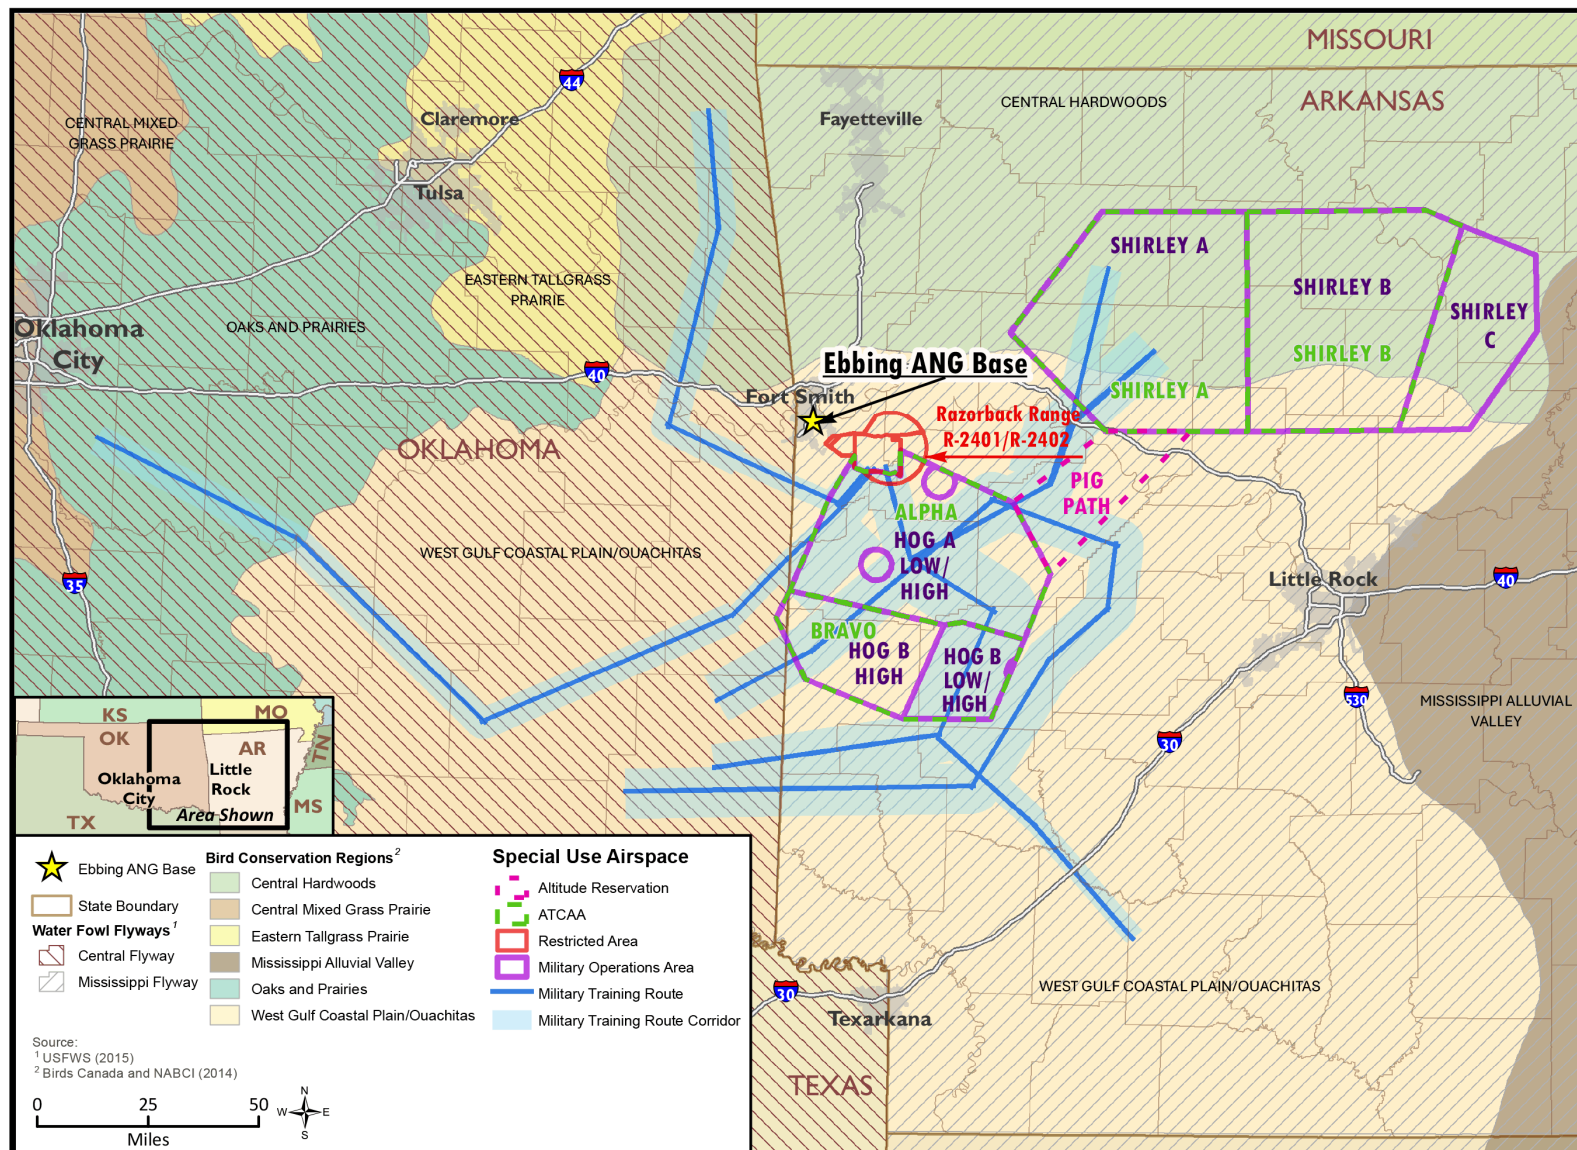 MISSOURI
ARKANSAS
CENTRAL HARDWOODS
44
Claremore
Fayetteville
CENTRAL MIXED
GRASS PRAIRIE
Tulsa
SHIRLEY A
EASTERN TALLGRASS
PRAIRIE
SHIRLEY B
SHIRLEY
C
OAKS AND PRAIRIES
Oklahoma
City
SHIRLEY B
Ebbing ANG Base
40
SHIRLEY A
Fort Smith
Razorback Range
R-2401/R-2402
OKLAHOMA
PIG
PATH
ALPHA
HOG A
LOW/
HIGH
WEST GULF COASTAL PLAIN/OUACHITAS
35
Little Rock
40
BRAVO
HOG B
HIGH
HOG B
LOW/
HIGH
530
MISSISSIPPI ALLUVIAL
VALLEY
30
KS
MO
OK
AR
TN
Oklahoma
City
Little
Rock
MS
Area Shown
TX
WEST GULF COASTAL PLAIN/OUACHITAS
30
Texarkana
TEXAS
Ebbing ANG Base
State Boundary
Water Fowl Flyways 1
Central Flyway
Mississippi Flyway
Bird Conservation Regions 2
Central Hardwoods
Central Mixed Grass Prairie
Eastern Tallgrass Prairie
Mississippi Alluvial Valley
Oaks and Prairies
West Gulf Coastal Plain/Ouachitas
Special Use Airspace
Altitude Reservation
ATCAA
Restricted Area
Military Operations Area
Military Training Route
Military Training Route Corridor
Source:
1 USFWS (2015)
2 Birds Canada and NABCI (2014)
0 25 50
Miles
N
W E
S